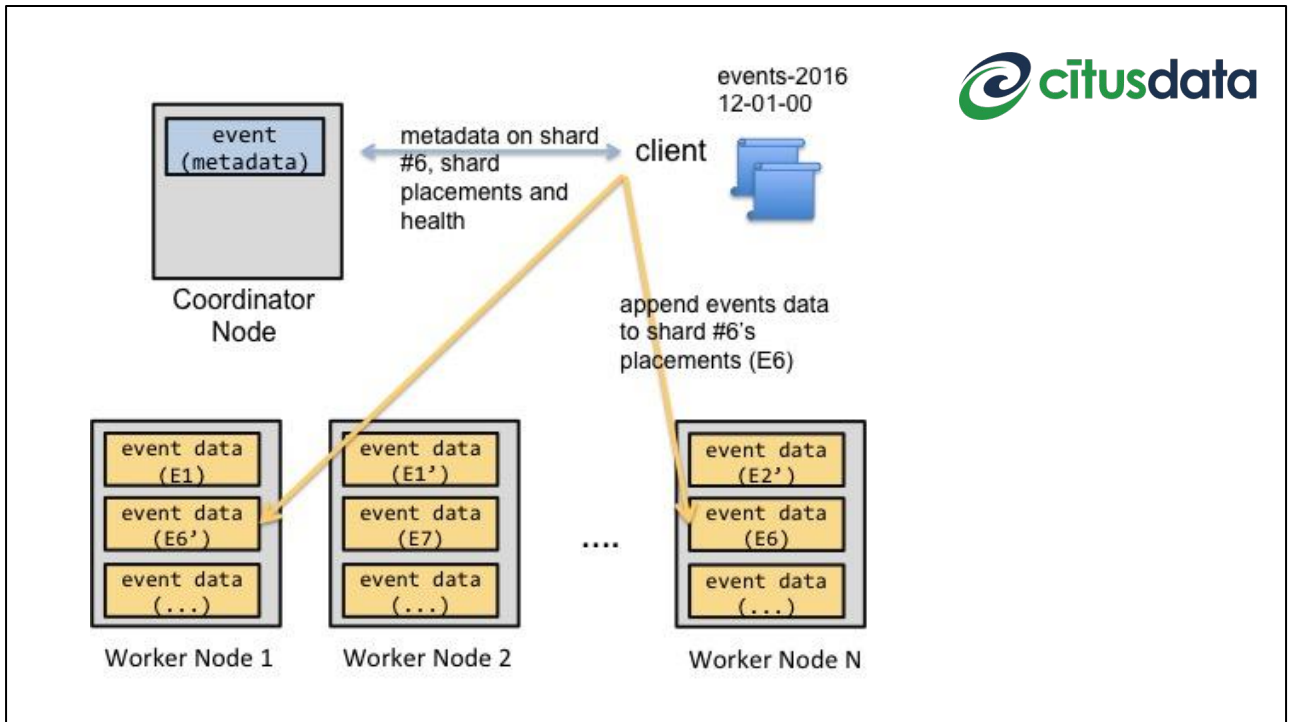 citusdata
events-2016
12-01-00
event
(metadata)
metadata on shard
#6, shard
placements and
health
client
Coordinator
Node
append events data
to shard #6's
placements (E6)
event data
(E1)
event data
(E6’)
event data
(...)
Worker Node 1
event data
(E1’)
event data
(E7)
event data
(...)
Worker Node 2
....
event data
(E2’)
event data
(E6)
event data
(...)
Worker Node N